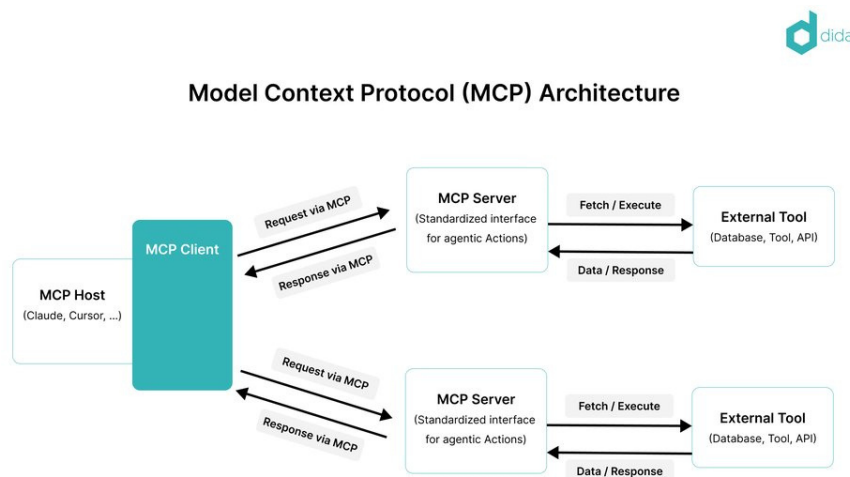 dida
Model Context Protocol (MCP) Architecture
MCP Client
MCP Host
(Claude, Cursor, ...)
Request via MCP
Response via MCP
MCP Server
(Standardized interface
for agentic Actions)
Fetch / Execute
Data / Response
External Tool
(Database, Tool, API)
Request via MCP
Response via MCP
MCP Server
(Standardized interface
for agentic Actions)
Fetch / Execute
Data / Response
External Tool
(Database, Tool, API)